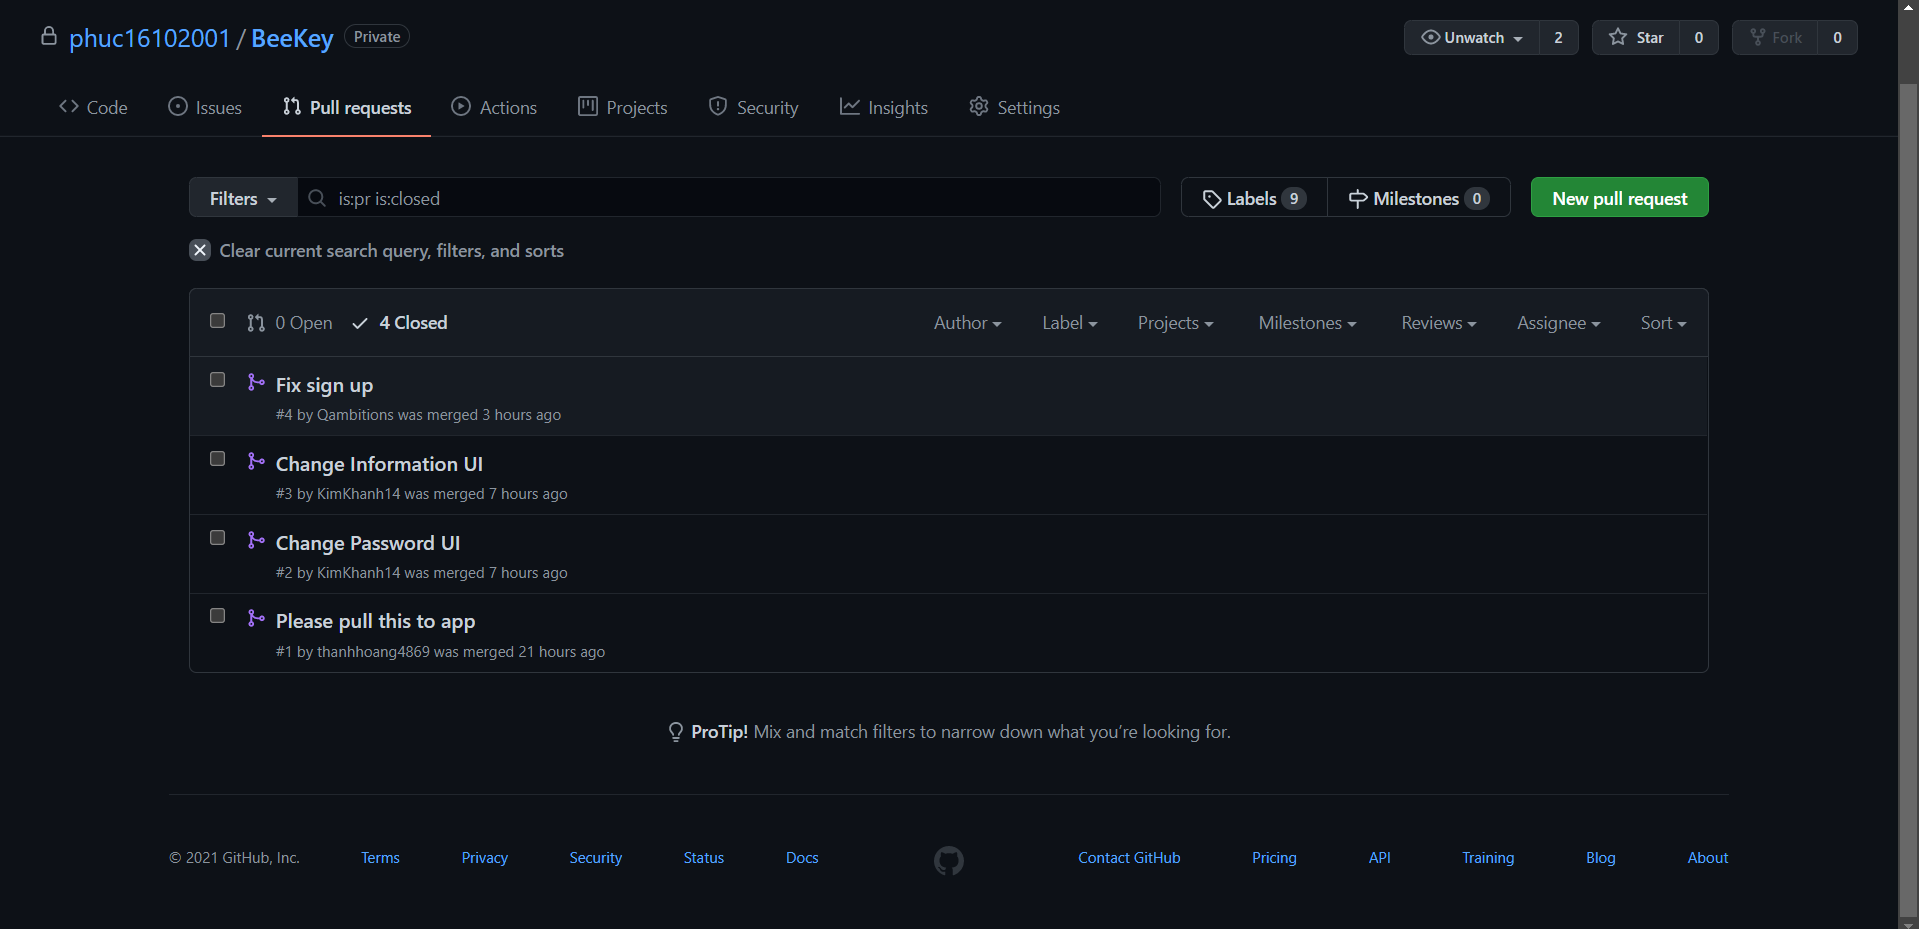 phuc16102001 / BeeKey Private
Unwatch 2 Star 0 Fork 0
Code Issues Pull requests Actions Projects Security Insights Settings
Filters is:pr is:closed Labels 9 Milestones 0 New pull request
Clear current search query, filters, and sorts
0 Open 4 Closed Author Label Projects Milestones Reviews Assignee Sort
Fix sign up
#4 by Qambitions was merged 3 hours ago
Change Information UI
#3 by KimKhanh14 was merged 7 hours ago
Change Password UI
#2 by KimKhanh14 was merged 7 hours ago
Please pull this to app
#1 by thanhhoang4869 was merged 21 hours ago
ProTip! Mix and match filters to narrow down what you’re looking for.
© 2021 GitHub, Inc. Terms Privacy Security Status Docs Contact GitHub Pricing API Training Blog About